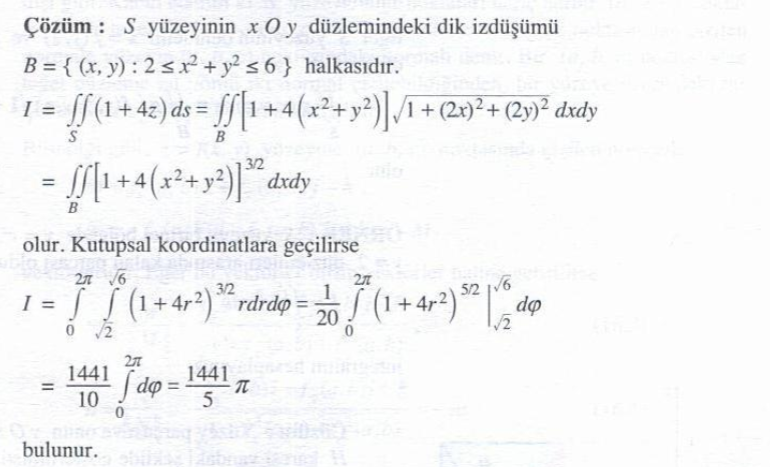 Çözüm : S yüzeyinin x O y düzlemindeki dik izdüşümü
B = { (x, y) : 2 ≤ x² + y² ≤ 6 } halkasıdır.
I = ∬_S (1 + 4z) ds = ∬_B [1 + 4(x² + y²)] √(1 + (2x)² + (2y)²) dxdy
= ∬_B [1 + 4(x² + y²)]^{3/2} dxdy
olur. Kutupsal koordinatlara geçilirse
I = ∫_0^{2π} ∫_{√2}^{√6} (1 + 4r²)^{3/2} rdrdφ = 1/20 ∫_0^{2π} (1 + 4r²)^{5/2} |_{√2}^{√6} dφ
= 1441/10 ∫_0^{2π} dφ = 1441/5 π
bulunur.